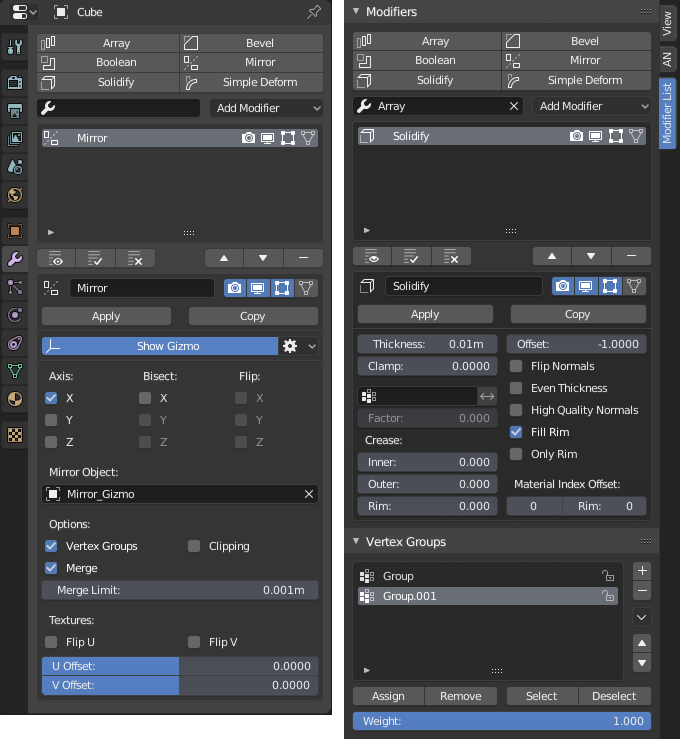 Cube
Array Bevel
Boolean Mirror
Solidify Simple Deform
Add Modifier
Mirror
Mirror
Apply Copy
Show Gizmo
Axis: Bisect: Flip:
X X X
Y Y Y
Z Z Z
Mirror Object:
Mirror_Gizmo
Options:
Vertex Groups Clipping
Merge
Merge Limit: 0.001m
Textures:
Flip U Flip V
U Offset: 0.0000
V Offset: 0.0000
Modifiers
Array Bevel
Boolean Mirror
Solidify Simple Deform
Array Add Modifier
Solidify
Solidify
Apply Copy
Thickness: 0.01m Offset: -1.0000
Clamp: 0.0000 Flip Normals
Even Thickness
Factor: 0.000 High Quality Normals
Crease: Fill Rim
Inner: 0.000 Only Rim
Outer: 0.000 Material Index Offset:
Rim: 0.000 0 Rim: 0
Vertex Groups
Group
Group.001
Assign Remove Select Deselect
Weight: 1.000
View
AN
Modifier List